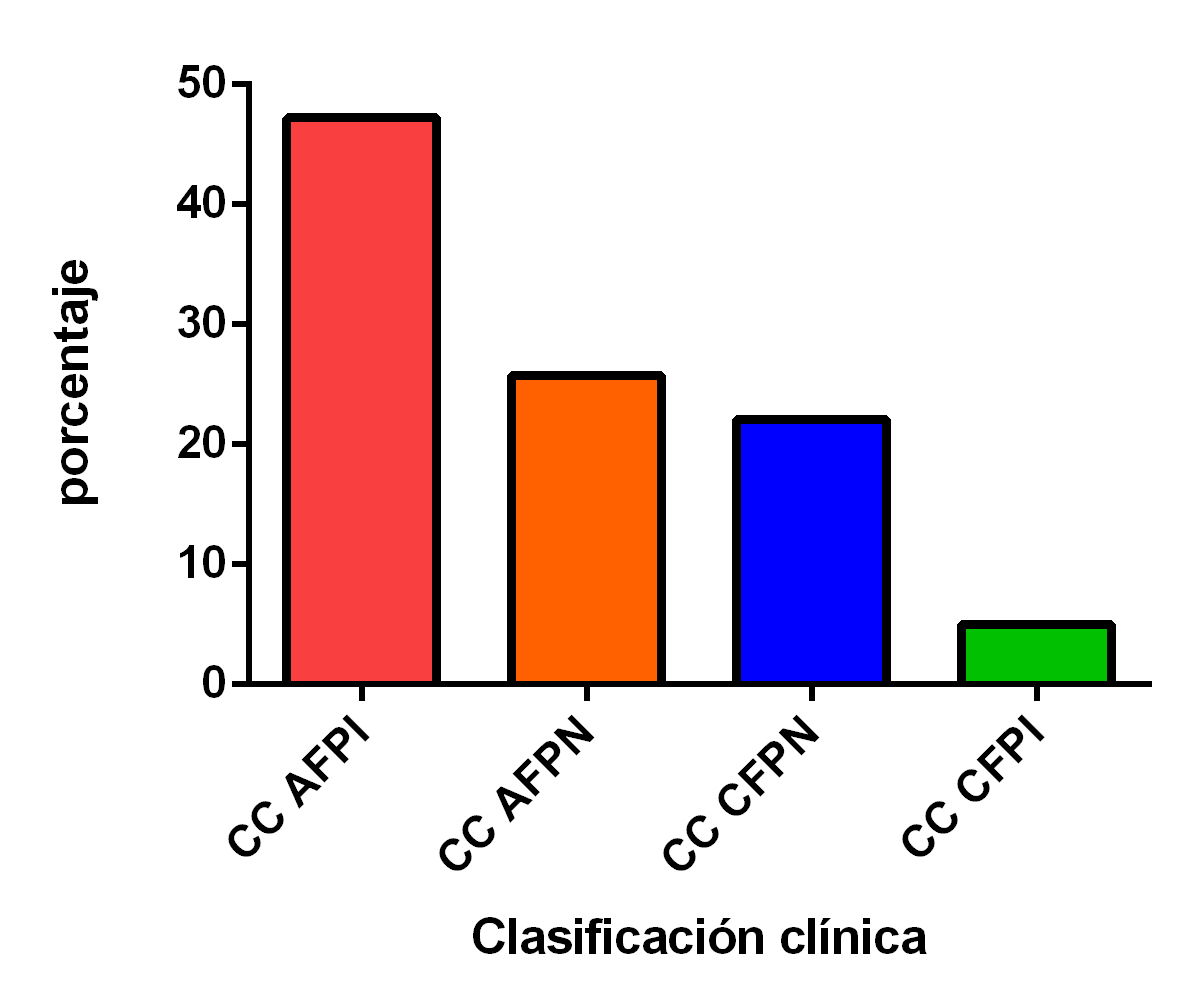 50
40
30
20
10
0
porcentaje
CC AFPI
CC AFPN
CC CFPN
CC CFPI
Clasificación clínica